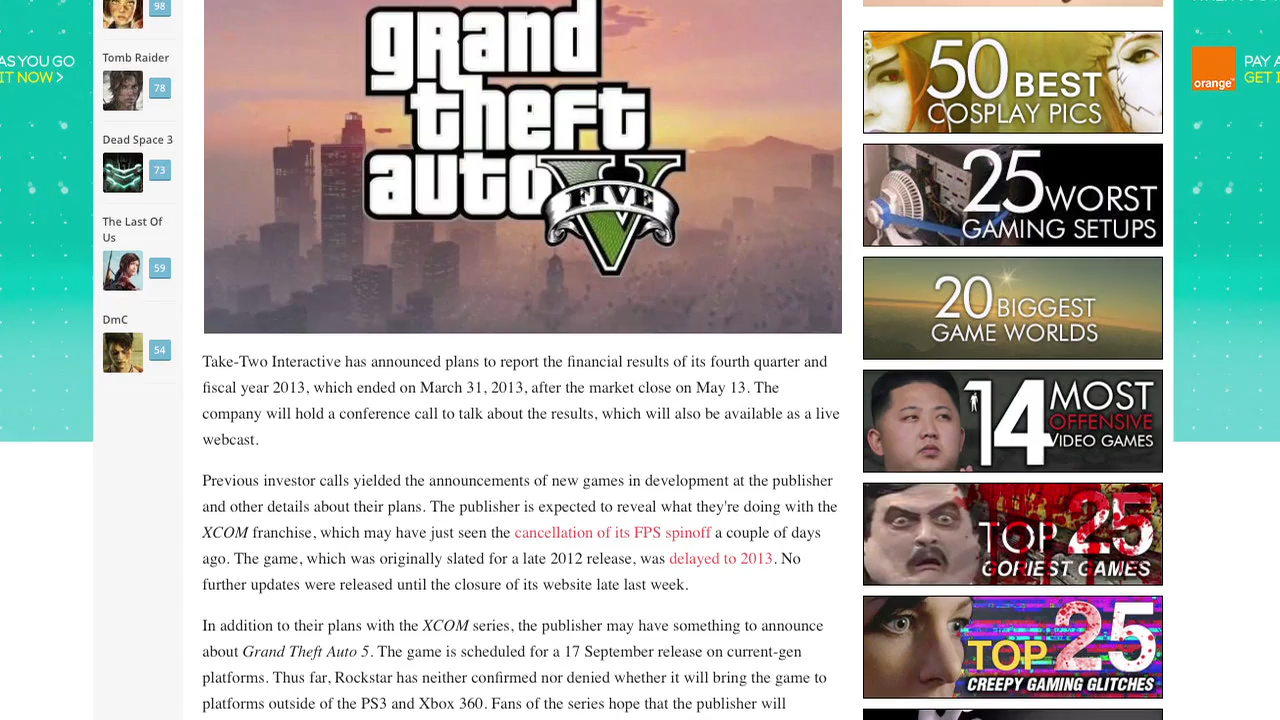 AS YOU GO
IT NOW >
98
Tomb Raider
78
Dead Space 3
73
The Last Of
Us
59
DmC
54
grand
theft
auto
FIVE
Take-Two Interactive has announced plans to report the financial results of its fourth quarter and
fiscal year 2013, which ended on March 31, 2013, after the market close on May 13. The
company will hold a conference call to talk about the results, which will also be available as a live
webcast.
Previous investor calls yielded the announcements of new games in development at the publisher
and other details about their plans. The publisher is expected to reveal what they're doing with the
XCOM franchise, which may have just seen the cancellation of its FPS spinoff a couple of days
ago. The game, which was originally slated for a late 2012 release, was delayed to 2013. No
further updates were released until the closure of its website late last week.
In addition to their plans with the XCOM series, the publisher may have something to announce
about Grand Theft Auto 5. The game is scheduled for a 17 September release on current-gen
platforms. Thus far, Rockstar has neither confirmed nor denied whether it will bring the game to
platforms outside of the PS3 and Xbox 360. Fans of the series hope that the publisher will
50 BEST
COSPLAY PICS
25 WORST
GAMING SETUPS
20 BIGGEST
GAME WORLDS
14 MOST
OFFENSIVE
VIDEO GAMES
TOP 25
GORIEST GAMES
TOP 25
CREEPY GAMING GLITCHES
orange™
PAY A
GET I